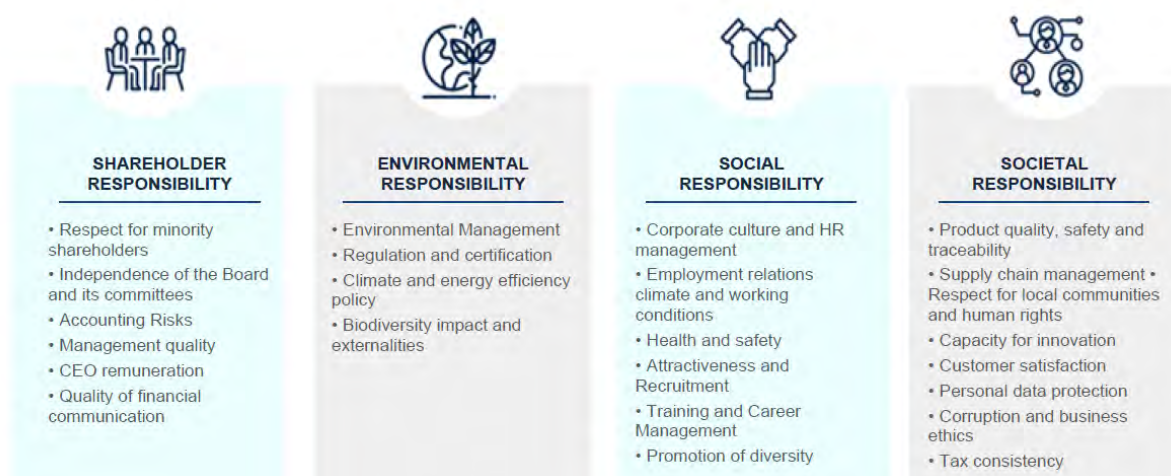 SHAREHOLDER
RESPONSIBILITY
• Respect for minority
shareholders
• Independence of the Board
and its committees
• Accounting Risks
• Management quality
• CEO remuneration
• Quality of financial
communication
ENVIRONMENTAL
RESPONSIBILITY
• Environmental Management
• Regulation and certification
• Climate and energy efficiency
policy
• Biodiversity impact and
externalities
SOCIAL
RESPONSIBILITY
• Corporate culture and HR
management
• Employment relations
climate and working
conditions
• Health and safety
• Attractiveness and
Recruitment
• Training and Career
Management
• Promotion of diversity
SOCIETAL
RESPONSIBILITY
• Product quality, safety and
traceability
• Supply chain management •
Respect for local communities
and human rights
• Capacity for innovation
• Customer satisfaction
• Personal data protection
• Corruption and business
ethics
• Tax consistency